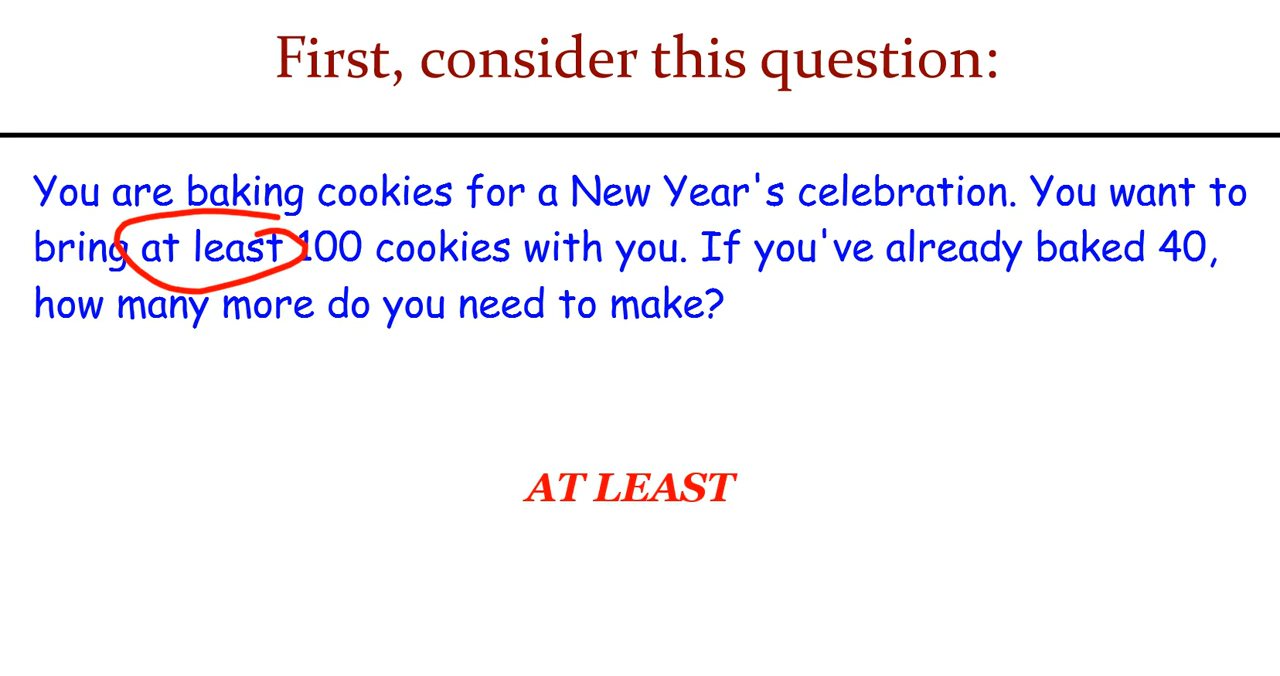 First, consider this question:
You are baking cookies for a New Year's celebration. You want to
bring at least 100 cookies with you. If you've already baked 40,
how many more do you need to make?
AT LEAST